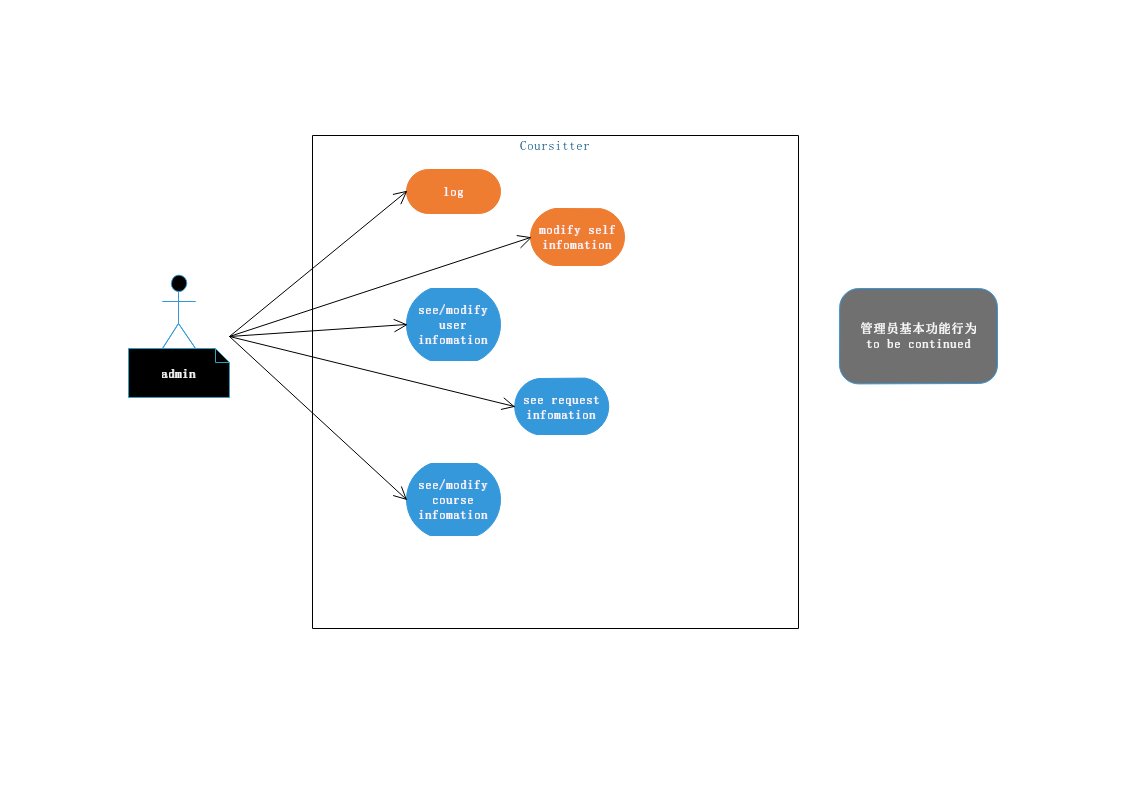 Coursitter
log
modify self
infomation
see/modify
user
infomation
admin
see request
infomation
see/modify
course
infomation
管理员基本功能行为
to be continued